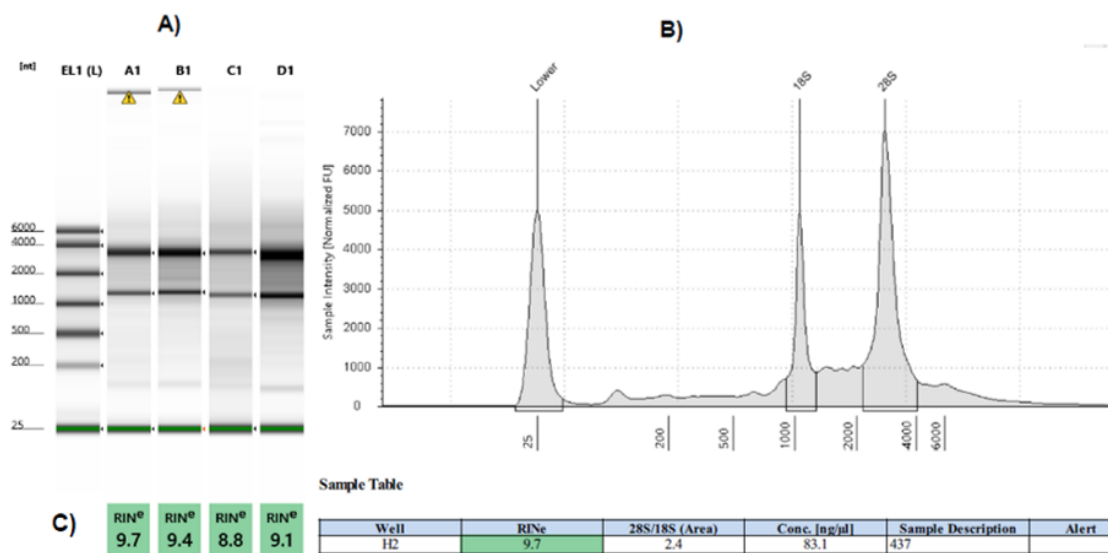 A)
B)
[nt] EL1 (L) A1 B1 C1 D1
6000
4000
2000
1000
500
200
25
Lower
18S
28S
Sample Intensity [Normalized FU]
7000
6000
5000
4000
3000
2000
1000
0
25 200 500 1000 2000 4000 6000
C)
RINe RINe RINe RINe
9.7 9.4 8.8 9.1
Sample Table
Well RINe 28S/18S (Area) Conc. [ng/µl] Sample Description Alert
H2 9.7 2.4 83.1 437